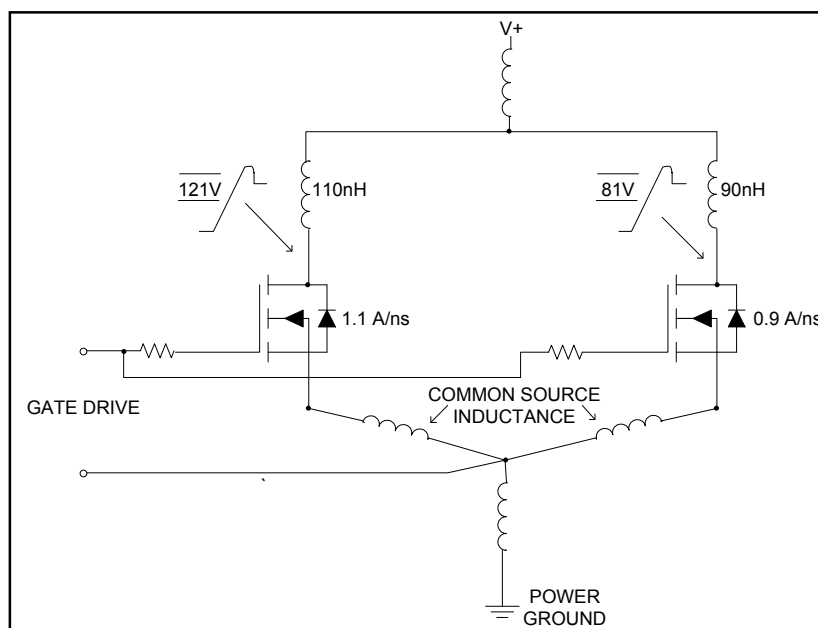 V+
121V
110nH
81V
90nH
1.1 A/ns
0.9 A/ns
GATE DRIVE
COMMON SOURCE
INDUCTANCE
POWER
GROUND